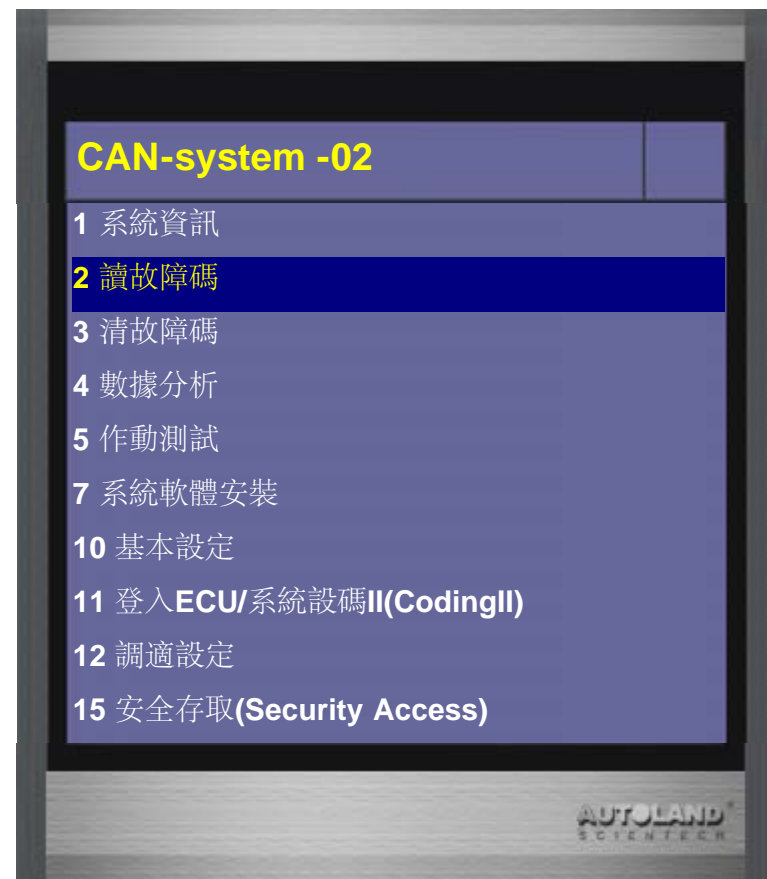 CAN-system -02
1 系統資訊
2 讀故障碼
3 清故障碼
4 數據分析
5 作動測試
7 系統軟體安裝
10 基本設定
11 登入ECU/系統設碼II(CodingII)
12 調適設定
15 安全存取(Security Access)
AUTOLAND
SCIENTECH